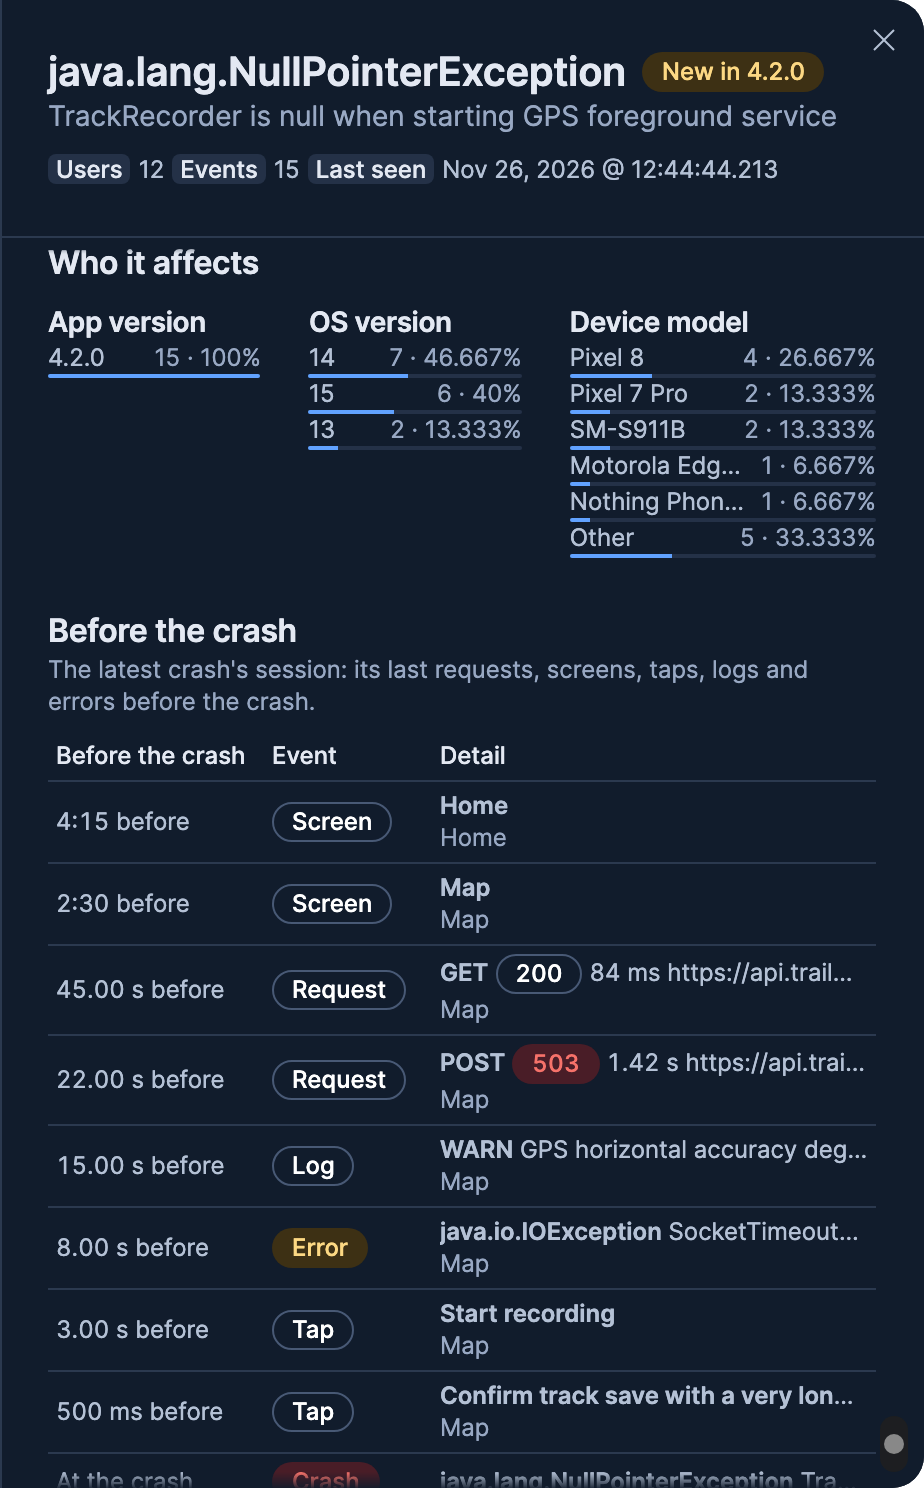 java.lang.NullPointerException New in 4.2.0
TrackRecorder is null when starting GPS foreground service
Users 12 Events 15 Last seen Nov 26, 2026 @ 12:44:44.213
Who it affects
App version
4.2.0 15 · 100%
OS version
14 7 · 46.667%
15 6 · 40%
13 2 · 13.333%
Device model
Pixel 8 4 · 26.667%
Pixel 7 Pro 2 · 13.333%
SM-S911B 2 · 13.333%
Motorola Edg... 1 · 6.667%
Nothing Phon... 1 · 6.667%
Other 5 · 33.333%
Before the crash
The latest crash's session: its last requests, screens, taps, logs and
errors before the crash.
Before the crash Event Detail
4:15 before Screen Home
Home
2:30 before Screen Map
Map
45.00 s before Request GET 200 84 ms https://api.trail...
Map
22.00 s before Request POST 503 1.42 s https://api.trai...
Map
15.00 s before Log WARN GPS horizontal accuracy deg...
Map
8.00 s before Error java.io.IOException SocketTimeout...
Map
3.00 s before Tap Start recording
Map
500 ms before Tap Confirm track save with a very lon...
Map
At the crash Crash java.lang.NullPointerException Tra...